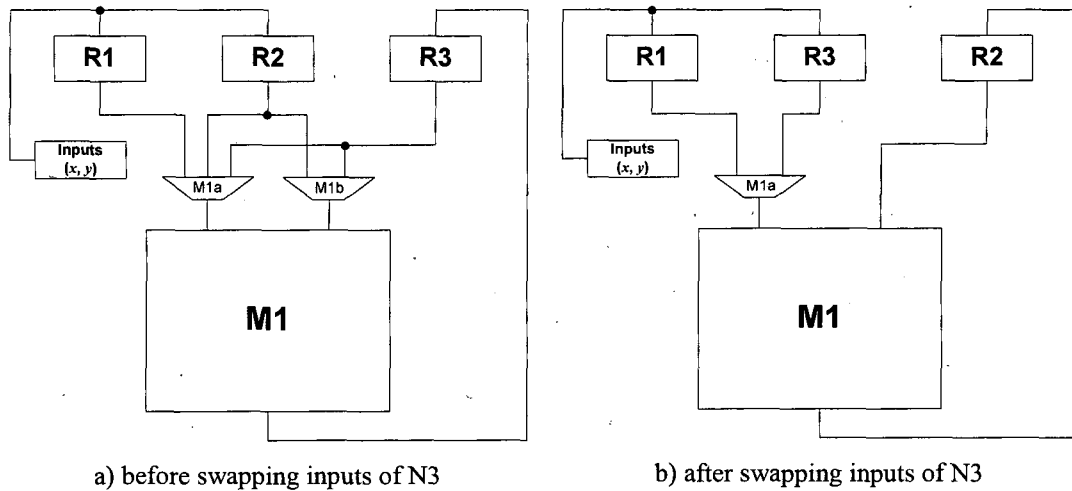 R1 R2 R3
Inputs
(x, y)
M1a M1b
M1
a) before swapping inputs of N3
R1 R3 R2
Inputs
(x, y)
M1a
M1
b) after swapping inputs of N3